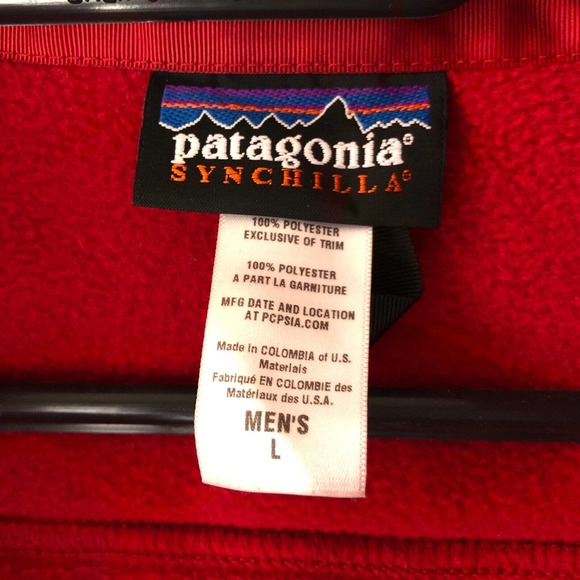 patagonia®
SYNCHILLA®
100% POLYESTER
EXCLUSIVE OF TRIM
100% POLYESTER
A PART LA GARNITURE
MFG DATE AND LOCATION
AT PCPSIA.COM
Made in COLOMBIA of U.S.
Materials
Fabriqué EN COLOMBIE des
Matériaux des U.S.A.
MEN'S
L